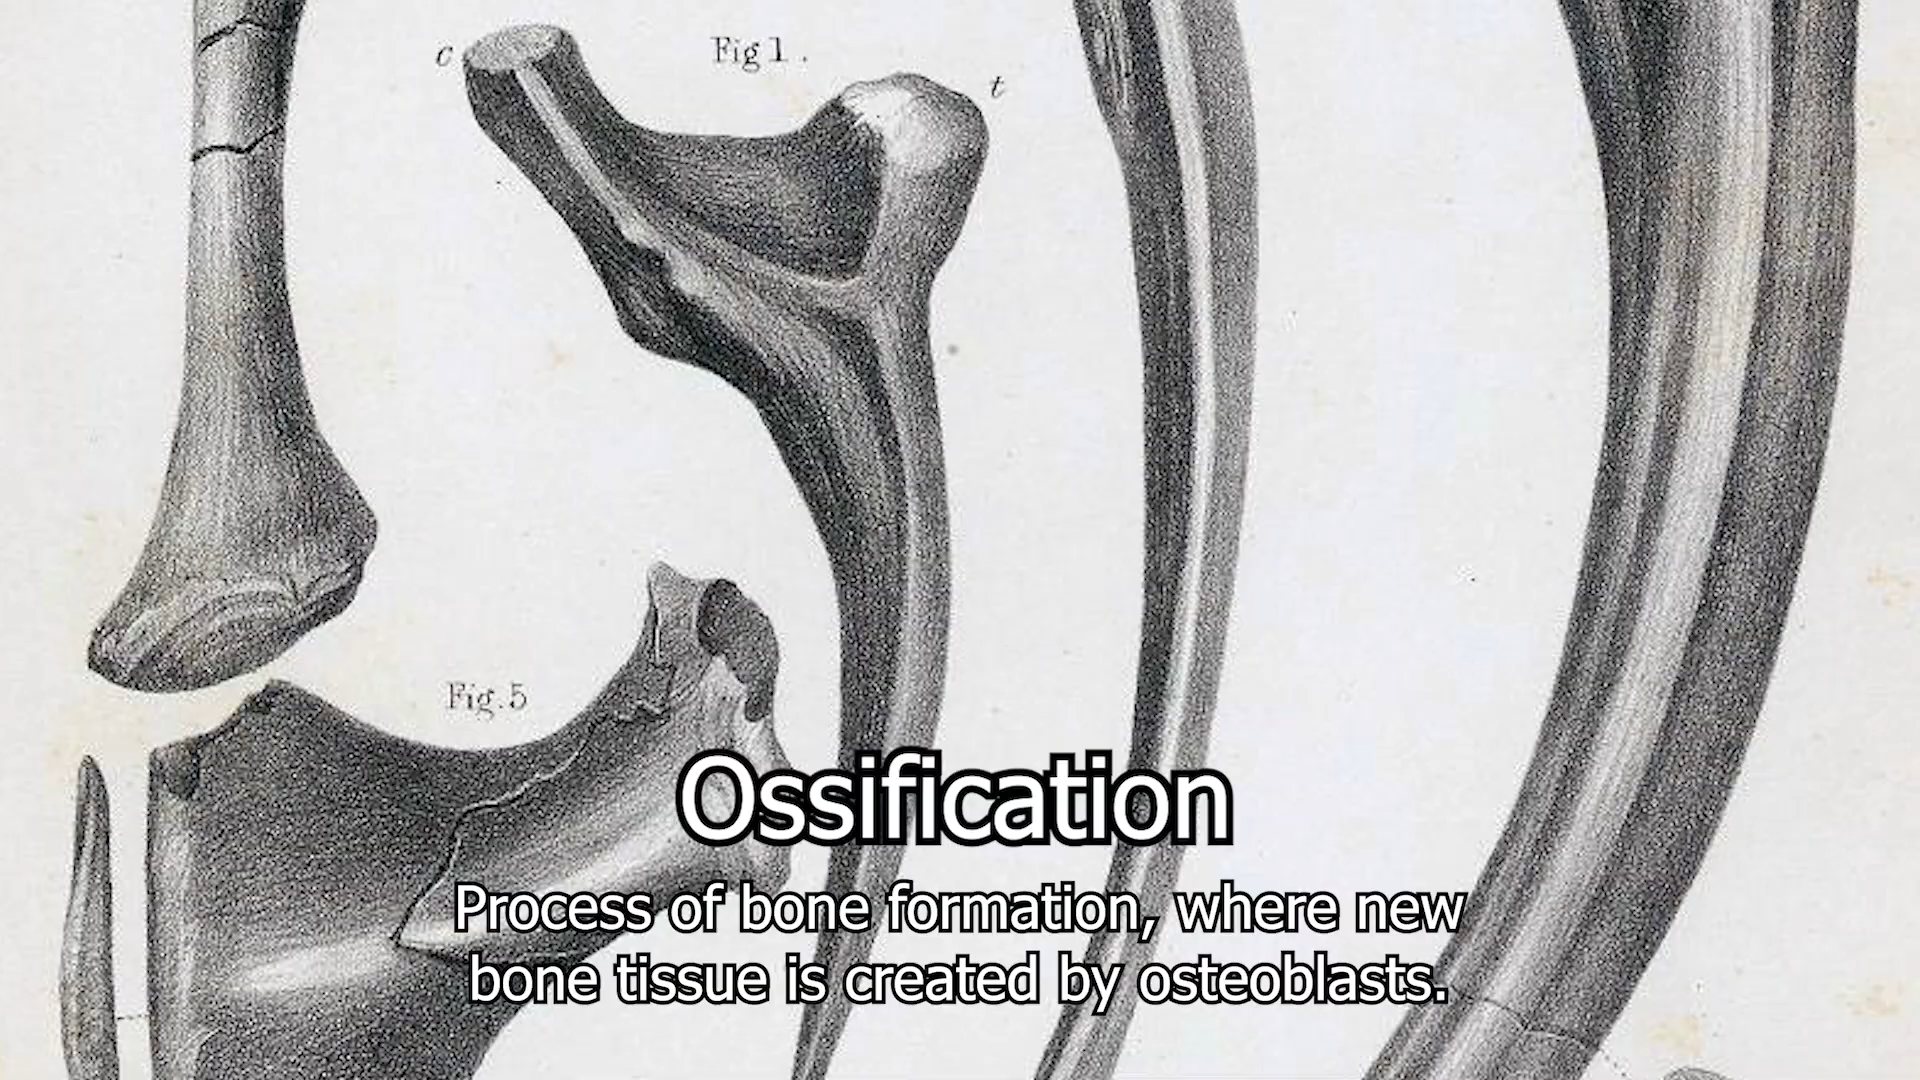 c
Fig 1.
t
Fig. 5
Ossification
Process of bone formation, where new
bone tissue is created by osteoblasts.